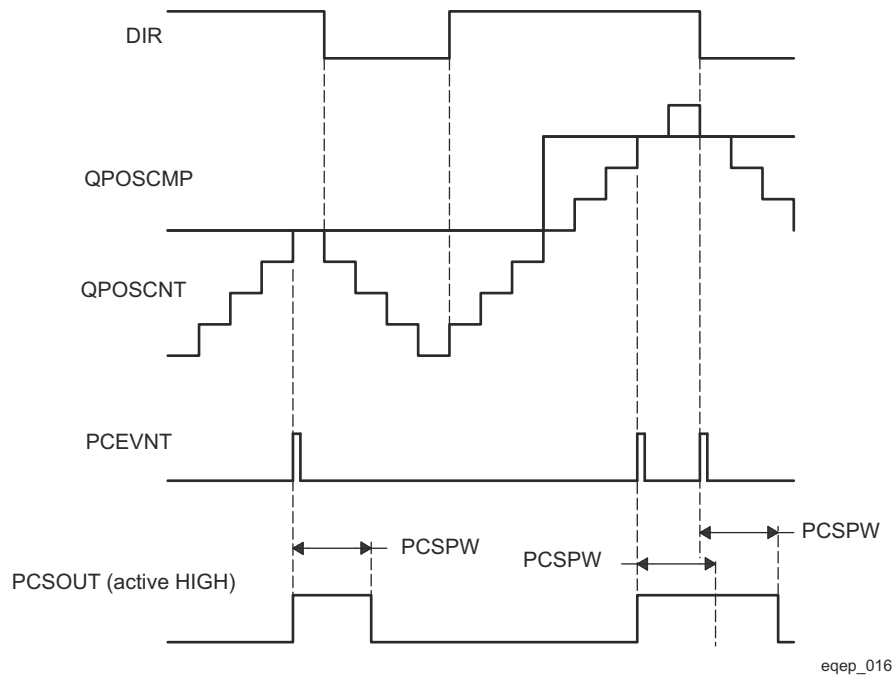 DIR
QPOSCMP
QPOSCNT
PCEVNT
PCSPW
PCSPW
PCSPW
PCSOUT (active HIGH)
eqep_016